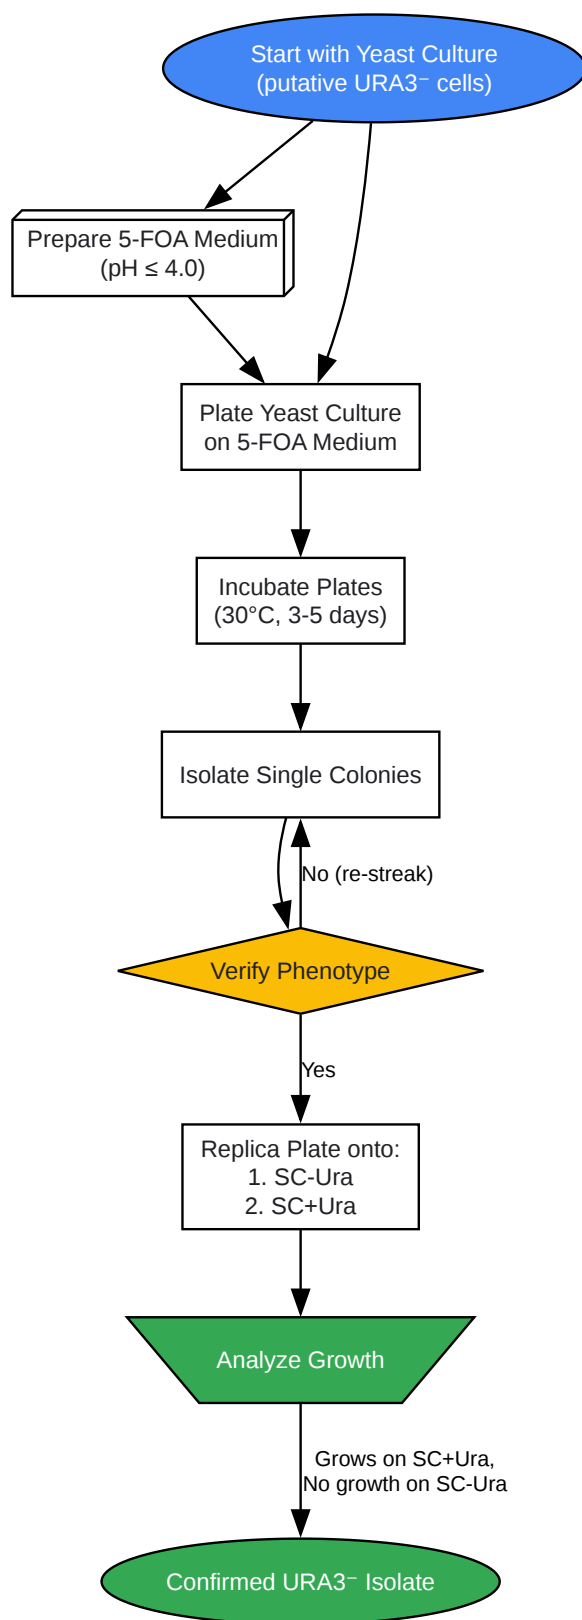 Start with Yeast Culture
(putative URA3⁻ cells)
Prepare 5-FOA Medium
(pH ≤ 4.0)
Plate Yeast Culture
on 5-FOA Medium
Incubate Plates
(30°C, 3-5 days)
Isolate Single Colonies
No (re-streak)
Verify Phenotype
Yes
Replica Plate onto:
1. SC-Ura
2. SC+Ura
Analyze Growth
Grows on SC+Ura,
No growth on SC-Ura
Confirmed URA3⁻ Isolate